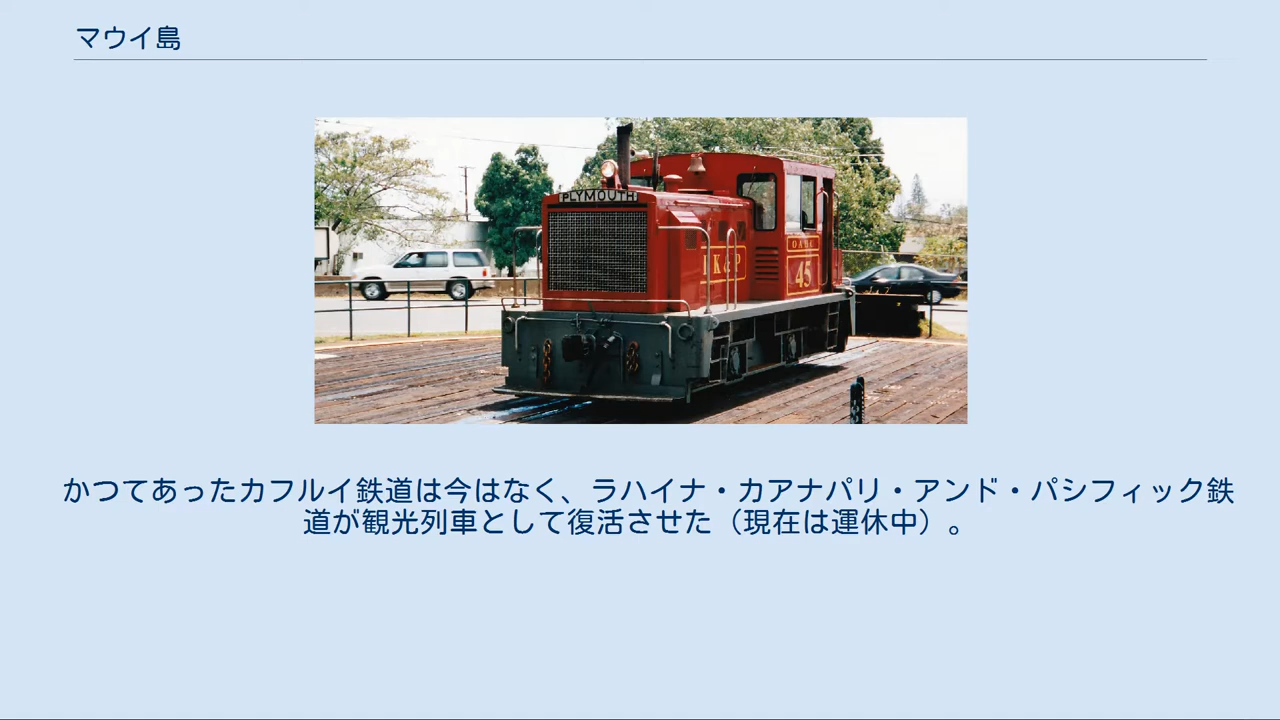 マウイ島
PLYMOUTH
LK&P
OAHU
45
かつてあったカフルイ鉄道は今はなく、ラハイナ・カアナパリ・アンド・パシフィック鉄
道が観光列車として復活させた（現在は運休中）。